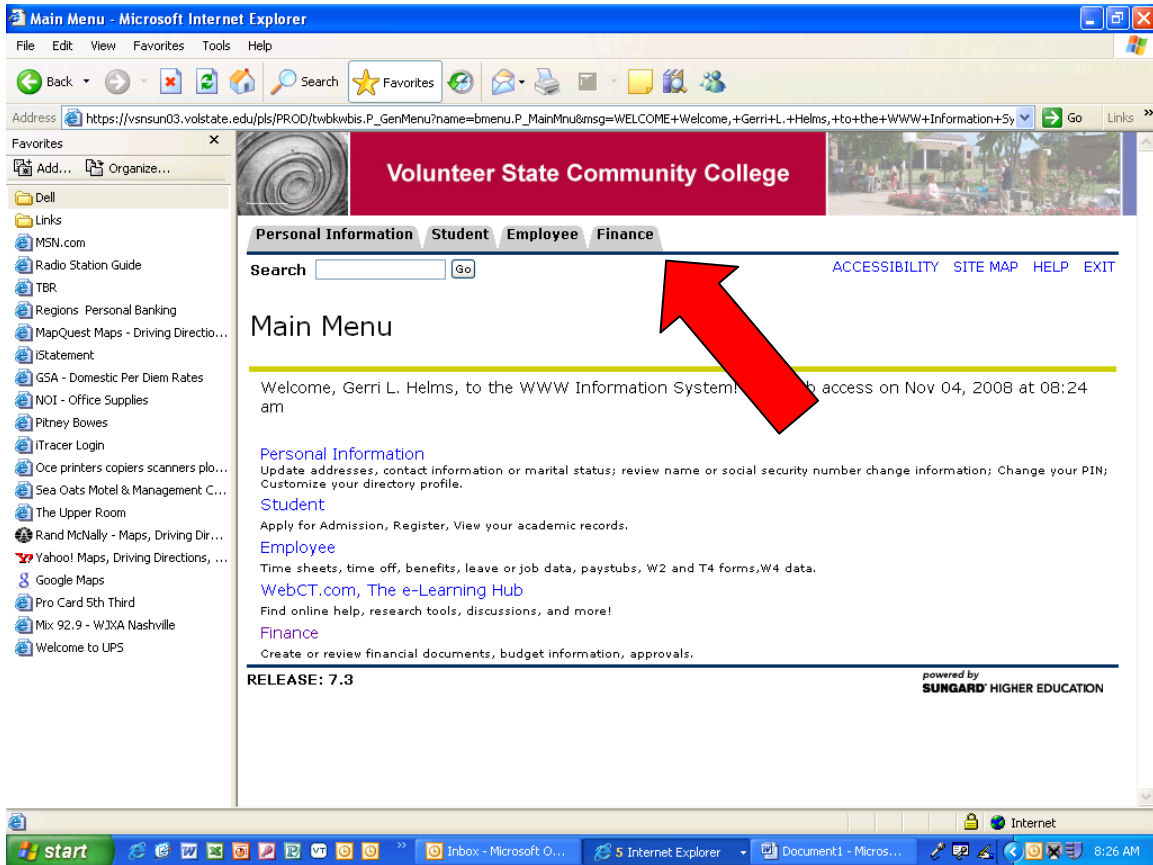 Main Menu - Microsoft Internet Explorer
File Edit View Favorites Tools Help
Back Search Favorites
Address https://vsnsun03.volstate.edu/pls/PROD/twbkwbis.P_GenMenu?name=bmenu.P_MainMnu&msg=WELCOME+Welcome,+Gerri+L.+Helms,+to+the+WWW+Information+Sy Go Links »
Favorites
Add... Organize...
Dell
Links
MSN.com
Radio Station Guide
TBR
Regions Personal Banking
MapQuest Maps - Driving Directio...
iStatement
GSA - Domestic Per Diem Rates
NOI - Office Supplies
Pitney Bowes
iTracer Login
Oce printers copiers scanners plo...
Sea Oats Motel & Management C...
The Upper Room
Rand McNally - Maps, Driving Dir...
Yahoo! Maps, Driving Directions, ...
Google Maps
Pro Card 5th Third
Mix 92.9 - WJXA Nashville
Welcome to UPS
Volunteer State Community College
Personal Information Student Employee Finance
Search Go ACCESSIBILITY SITE MAP HELP EXIT
Main Menu
Welcome, Gerri L. Helms, to the WWW Information System! b access on Nov 04, 2008 at 08:24
am
Personal Information
Update addresses, contact information or marital status; review name or social security number change information; Change your PIN;
Customize your directory profile.
Student
Apply for Admission, Register, View your academic records.
Employee
Time sheets, time off, benefits, leave or job data, paystubs, W2 and T4 forms,W4 data.
WebCT.com, The e-Learning Hub
Find online help, research tools, discussions, and more!
Finance
Create or review financial documents, budget information, approvals.
RELEASE: 7.3
powered by
SUNGARD' HIGHER EDUCATION
Internet
start » Inbox - Microsoft O... 5 Internet Explorer Document1 - Micros... 8:26 AM